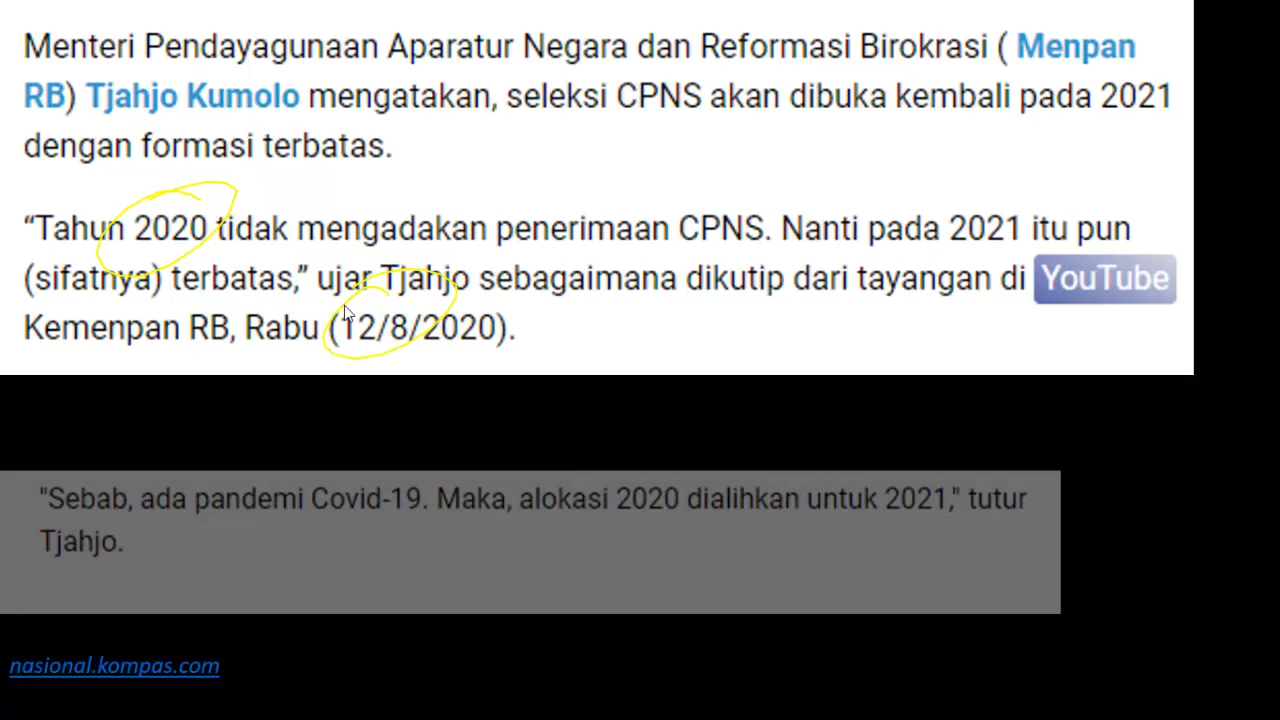 Menteri Pendayagunaan Aparatur Negara dan Reformasi Birokrasi ( Menpan
RB) Tjahjo Kumolo mengatakan, seleksi CPNS akan dibuka kembali pada 2021
dengan formasi terbatas.
“Tahun 2020 tidak mengadakan penerimaan CPNS. Nanti pada 2021 itu pun
(sifatnya) terbatas,” ujar Tjahjo sebagaimana dikutip dari tayangan di YouTube
Kemenpan RB, Rabu (12/8/2020).
"Sebab, ada pandemi Covid-19. Maka, alokasi 2020 dialihkan untuk 2021," tutur
Tjahjo.
nasional.kompas.com